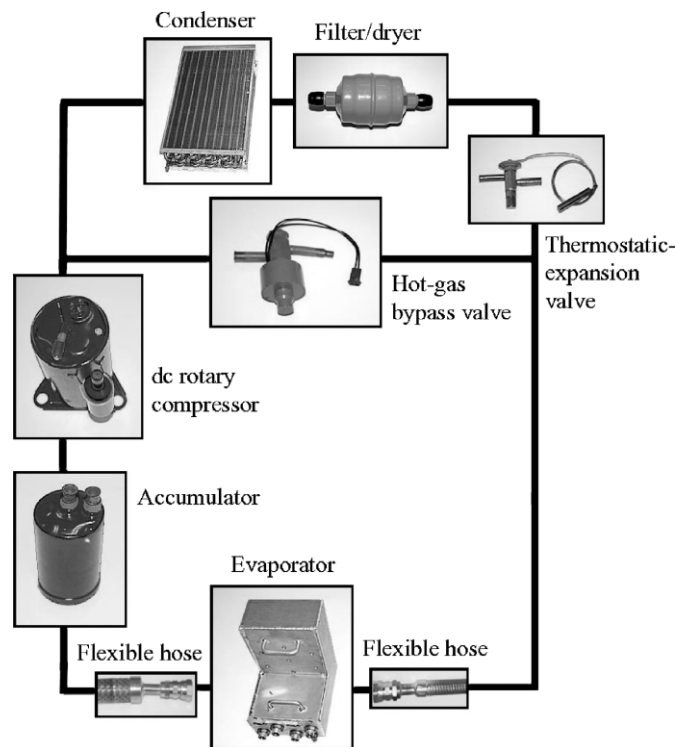 Condenser
Filter/dryer
Thermostatic-
expansion
valve
Hot-gas
bypass valve
dc rotary
compressor
Accumulator
Evaporator
Flexible hose
Flexible hose